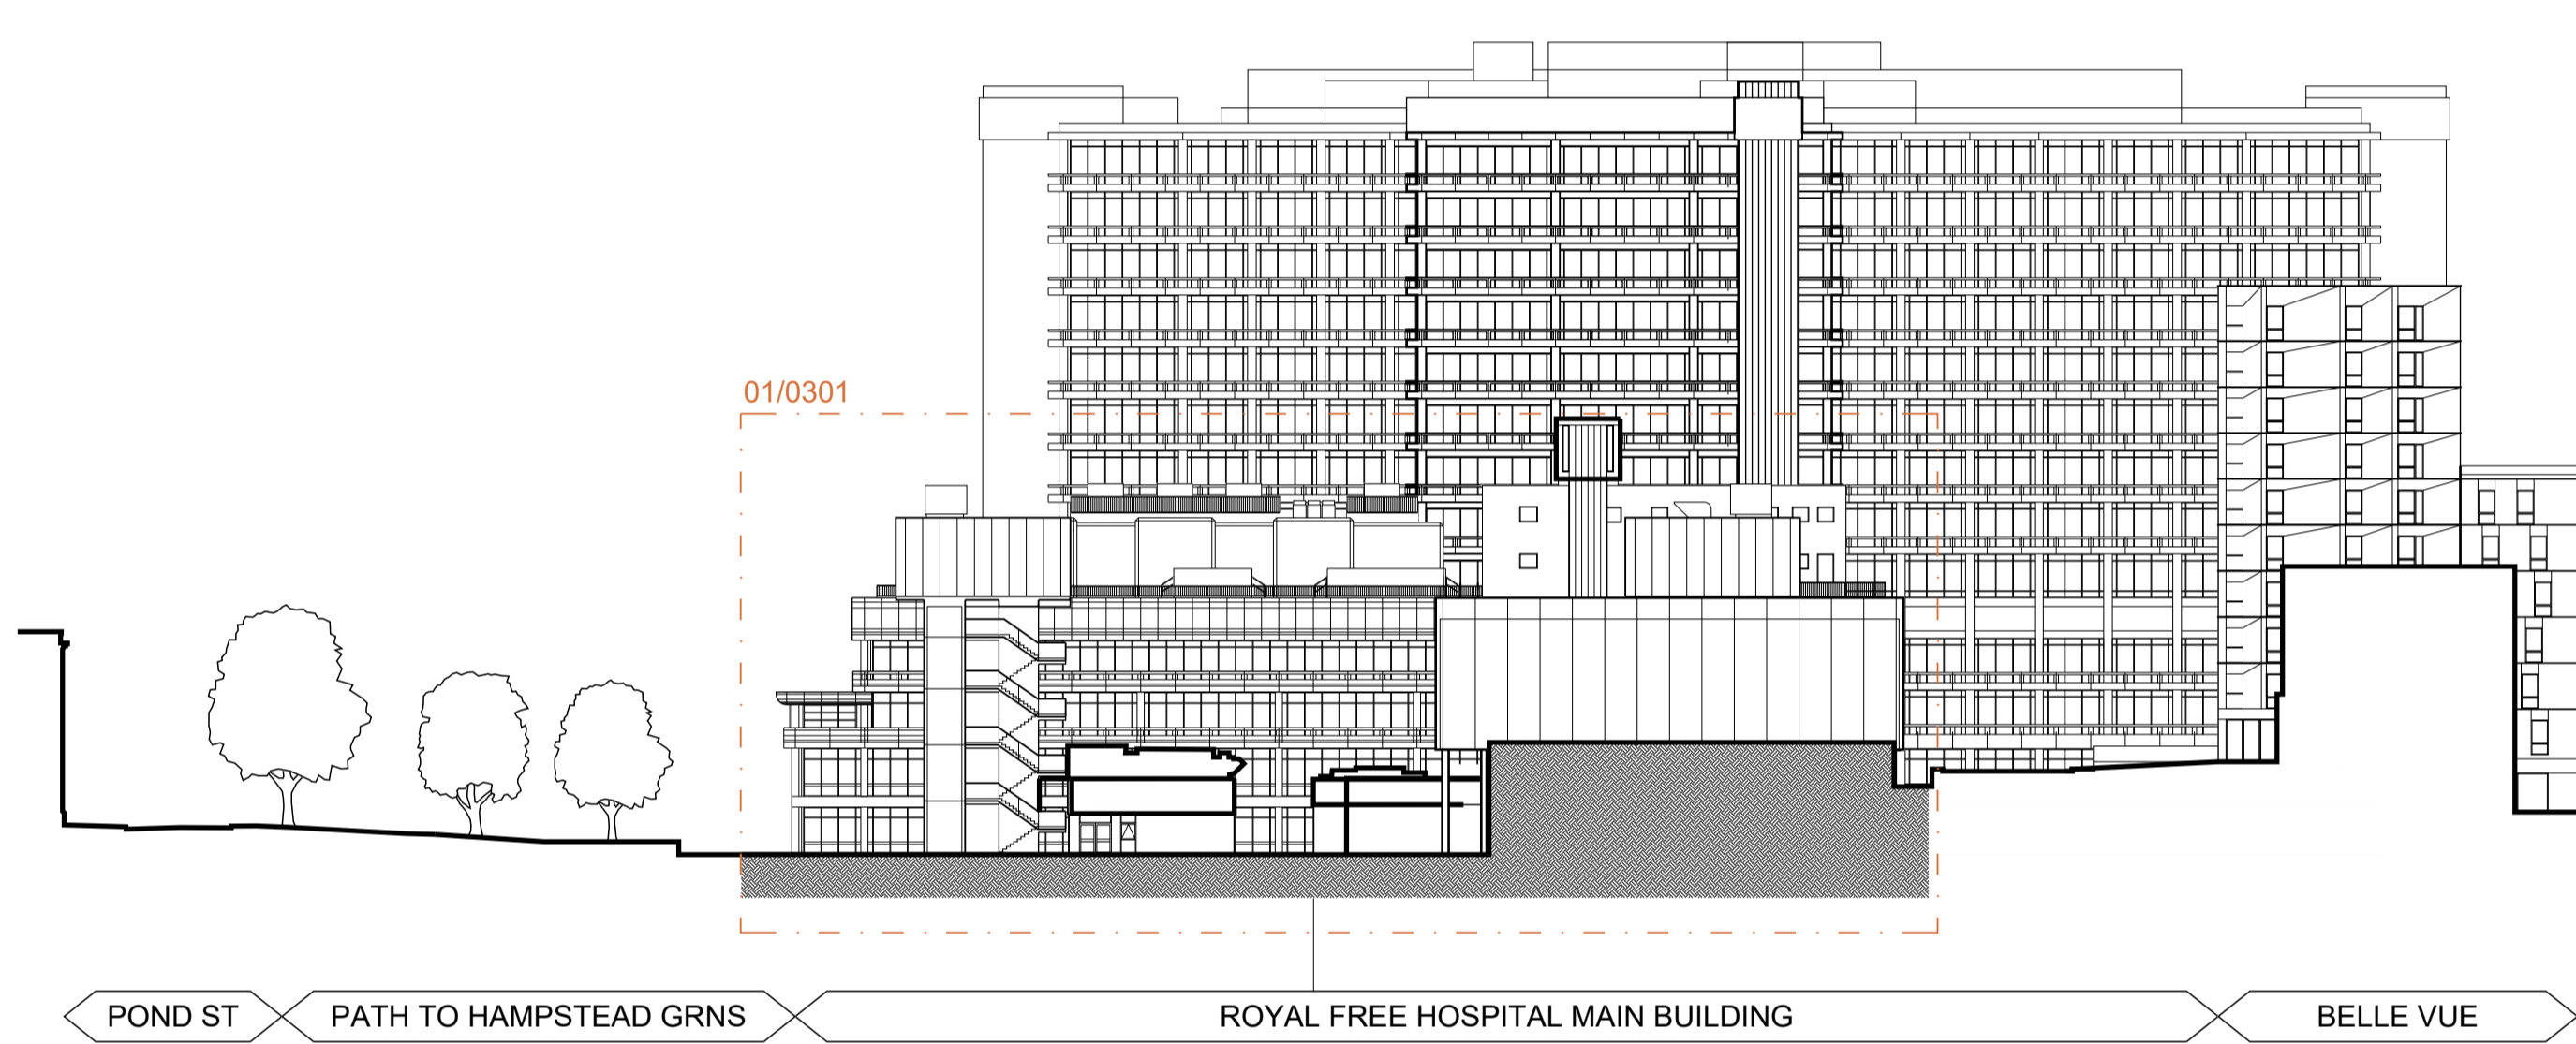 01/0301
POND ST
PATH TO HAMPSTEAD GRNS
ROYAL FREE HOSPITAL MAIN BUILDING
BELLE VUE